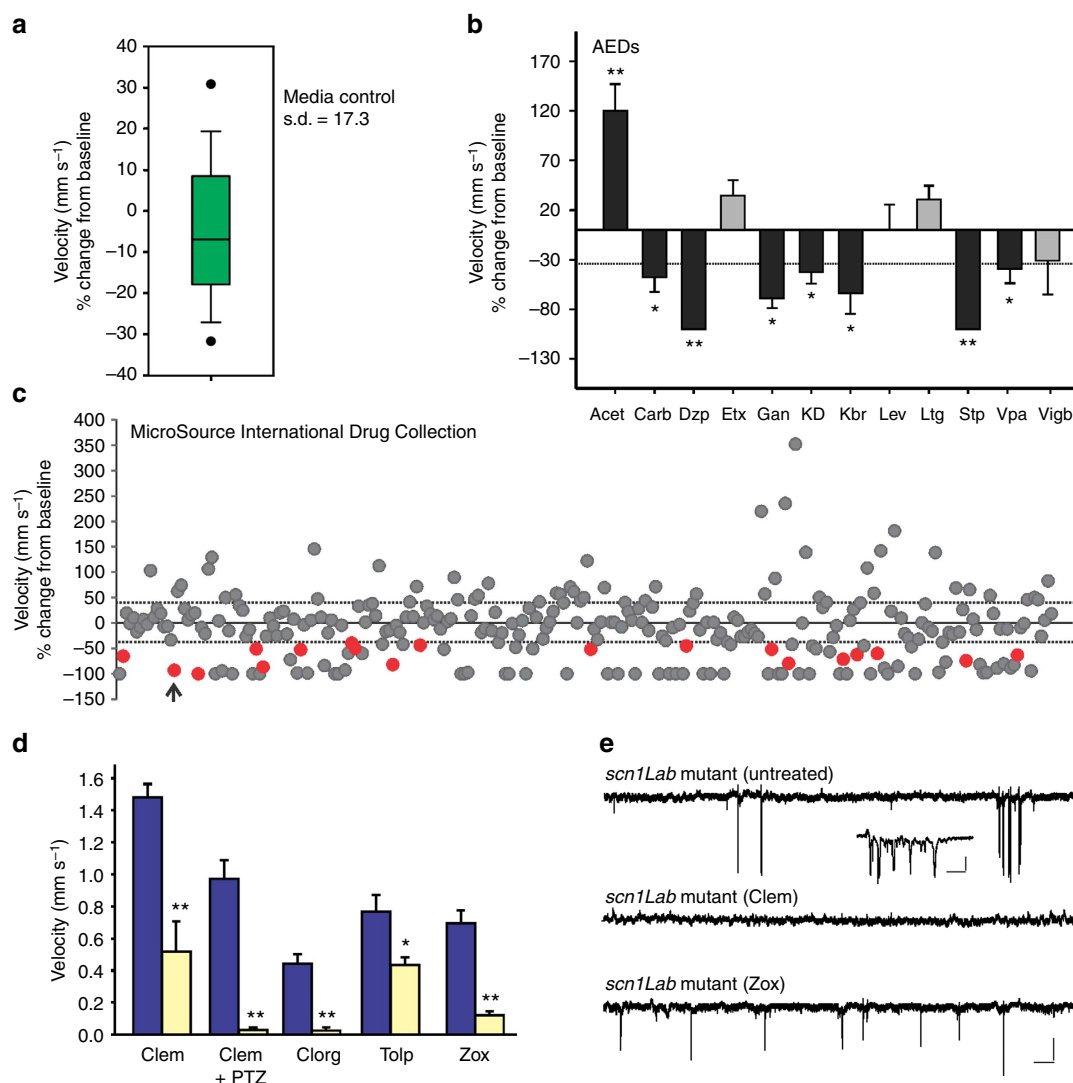 a
40
30
20
10
0
−10
−20
−30
−40
Velocity (mm s−1)
% change from baseline
Media control
s.d. = 17.3
b
AEDs
170
120
70
20
−30
−80
−130
Velocity (mm s−1)
% change from baseline
**
*
**
*
*
*
**
*
Acet Carb Dzp Etx Gan KD Kbr Lev Ltg Stp Vpa Vigb
c
MicroSource International Drug Collection
400
350
300
250
200
150
100
50
0
−50
−100
−150
Velocity (mm s−1)
% change from baseline
d
1.6
1.4
1.2
1.0
0.8
0.6
0.4
0.2
0.0
Velocity (mm s−1)
**
**
**
*
**
Clem Clem Clorg Tolp Zox
+ PTZ
e
scn1Lab mutant (untreated)
scn1Lab mutant (Clem)
scn1Lab mutant (Zox)